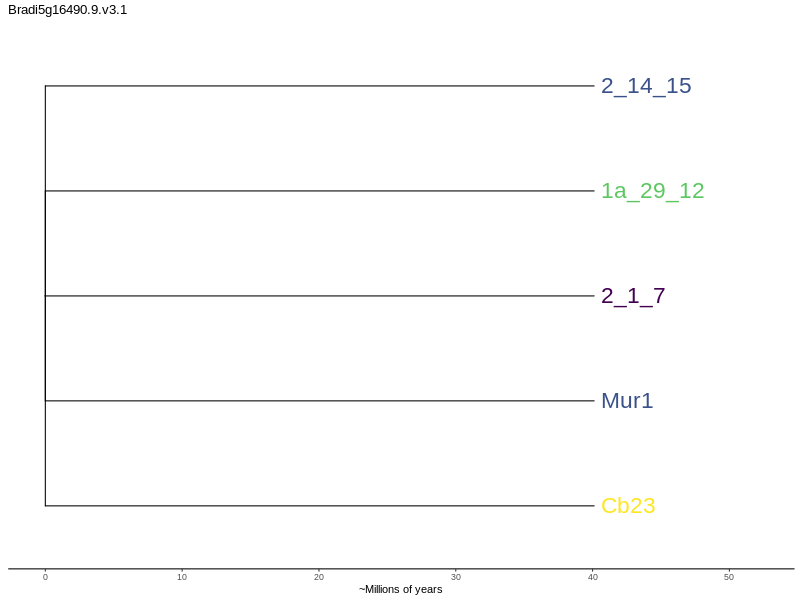 Bradi5g16490.9.v3.1
2_14_15
1a_29_12
2_1_7
Mur1
Cb23
0 10 20 30 40 50
~Millions of years